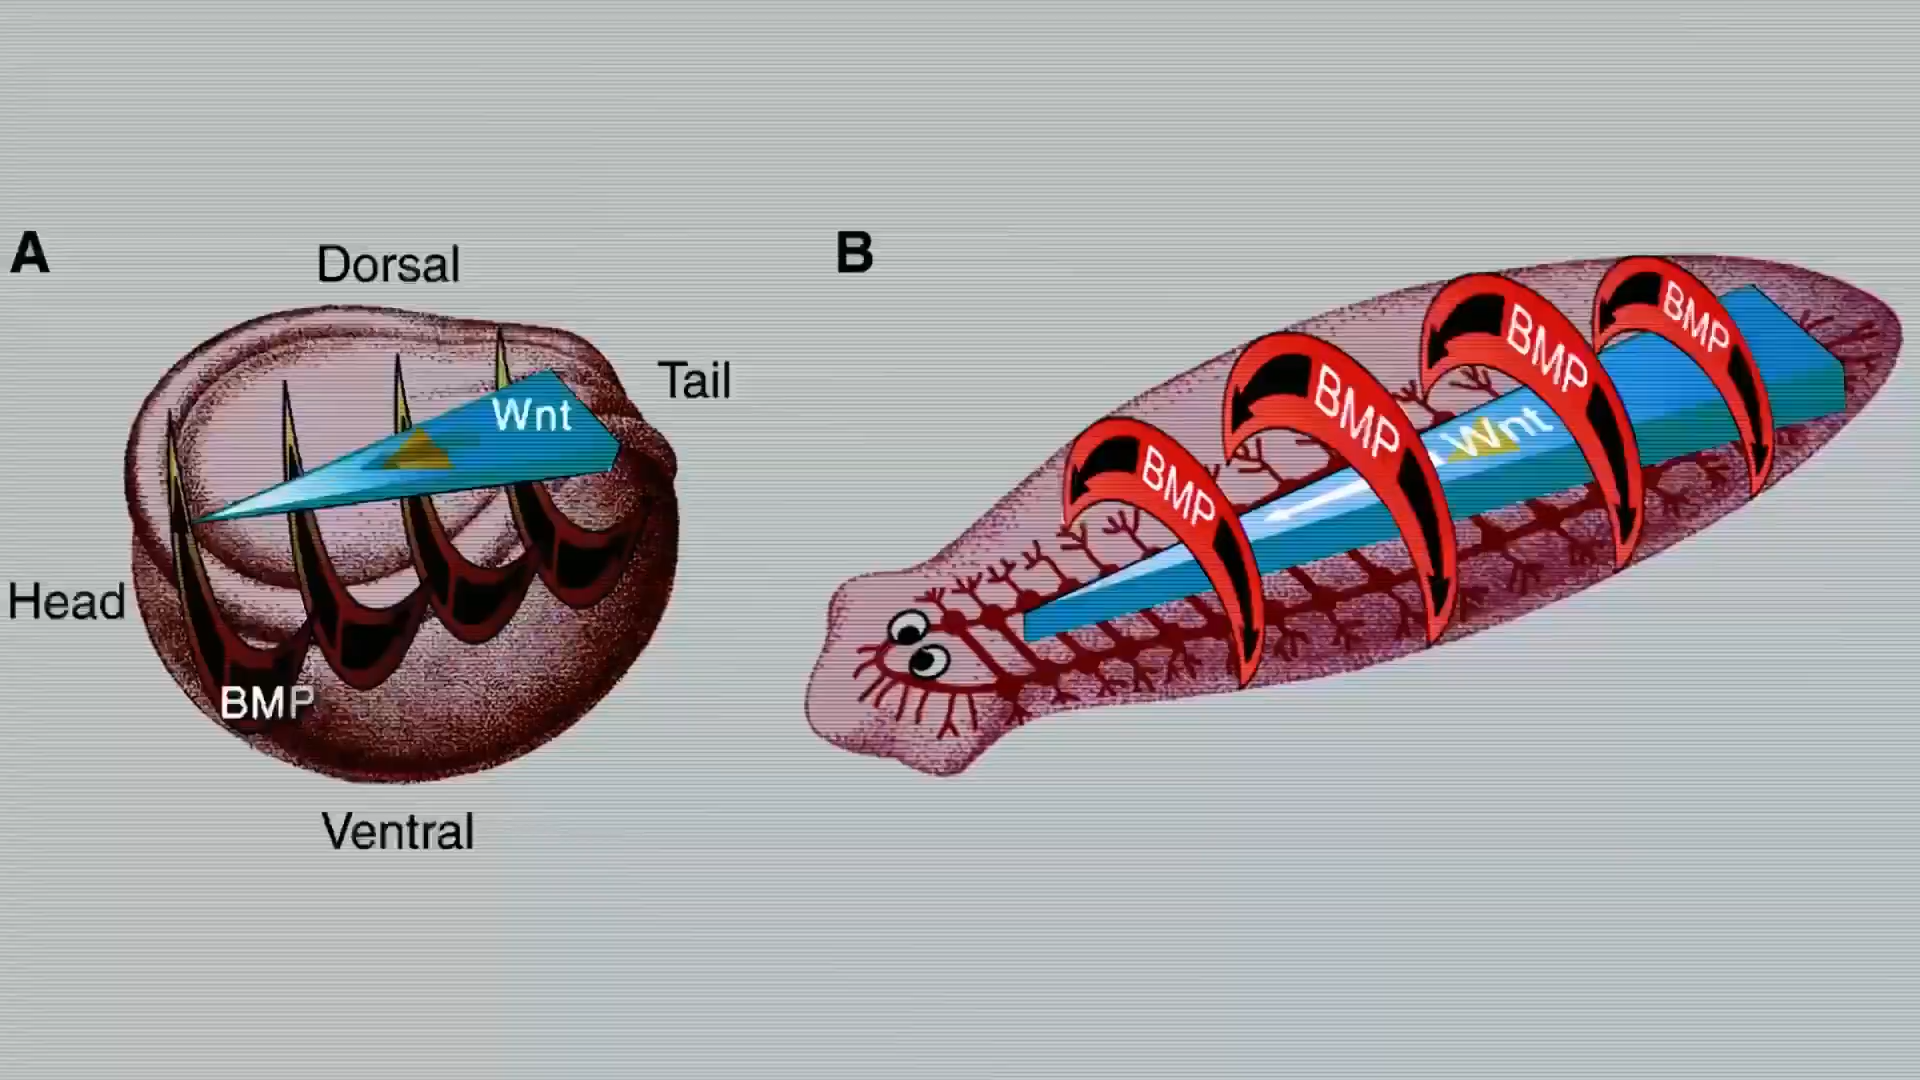 A
Dorsal
Tail
Wnt
Head
BMP
Ventral
B
BMP
BMP
BMP
BMP
Wnt